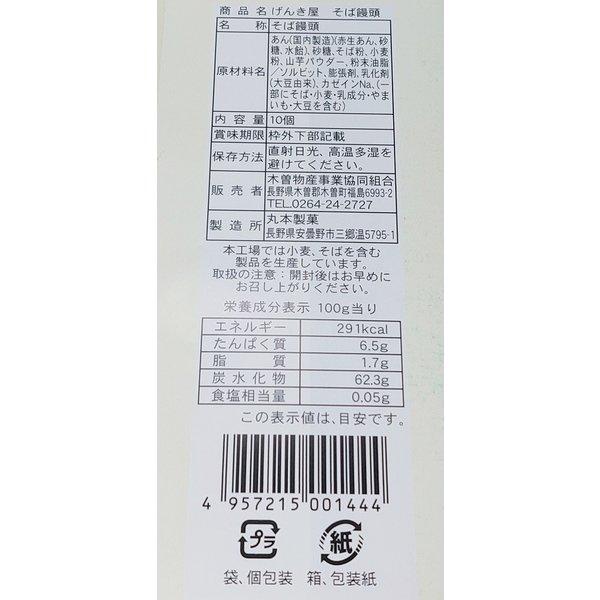 商品名 げんき屋 そば饅頭
名称 そば饅頭
原材料名 あん(国内製造)(赤生あん、砂
糖、水飴)、砂糖、そば粉、小麦
粉、山芋パウダー、粉末油脂
/ソルビット、膨張剤、乳化剤
(大豆由来)、カゼインNa、(一
部にそば・小麦・乳成分・やま
いも・大豆を含む)
内容量 10個
賞味期限 枠外下部記載
保存方法 直射日光、高温多湿を
避けてください。
販売者 木曽物産事業協同組合
長野県木曽郡木曽町福島6993-2
TEL.0264-24-2727
製造所 丸本製菓
長野県安曇野市三郷温5795-1
本工場では小麦、そばを含む
製品を生産しています。
取扱の注意:開封後はお早めに
お召し上がりください。
栄養成分表示 100g当り
エネルギー 291kcal
たんぱく質 6.5g
脂質 1.7g
炭水化物 62.3g
食塩相当量 0.05g
この表示値は、目安です。
4 957215 001444
プラ 紙
袋、個包装 箱、包装紙